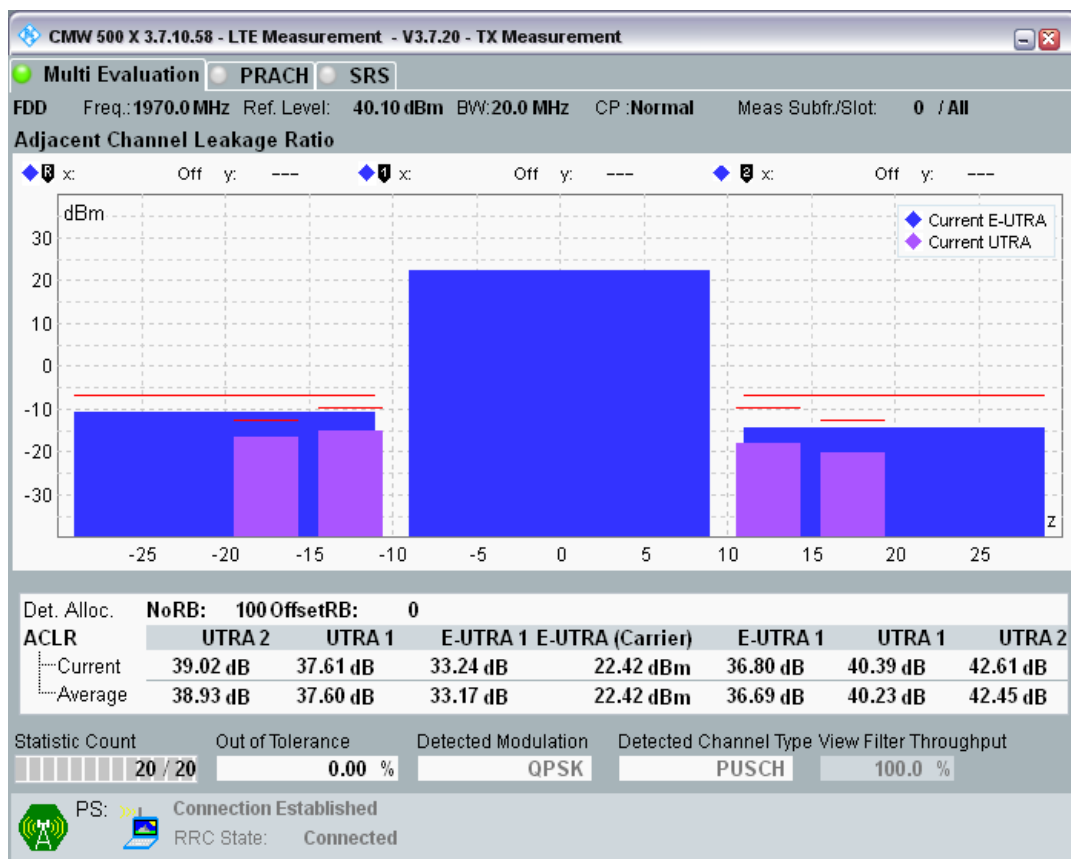 CMW 500 X 3.7.10.58 - LTE Measurement - V3.7.20 - TX Measurement
Multi Evaluation PRACH SRS
FDD Freq.:1970.0 MHz Ref. Level: 40.10 dBm BW:20.0 MHz CP :Normal Meas Subfr./Slot: 0 / All
Adjacent Channel Leakage Ratio
R x: Off y: --- 1 x: Off y: --- 2 x: Off y: ---
dBm
Current E-UTRA
Current UTRA
30
20
10
0
-10
-20
-30
z
-25 -20 -15 -10 -5 0 5 10 15 20 25
Det. Alloc. NoRB: 100 OffsetRB: 0
ACLR UTRA 2 UTRA 1 E-UTRA 1 E-UTRA (Carrier) E-UTRA 1 UTRA 1 UTRA 2
Current 39.02 dB 37.61 dB 33.24 dB 22.42 dBm 36.80 dB 40.39 dB 42.61 dB
Average 38.93 dB 37.60 dB 33.17 dB 22.42 dBm 36.69 dB 40.23 dB 42.45 dB
Statistic Count Out of Tolerance Detected Modulation Detected Channel Type View Filter Throughput
20 / 20 0.00 % QPSK PUSCH 100.0 %
PS: Connection Established
RRC State: Connected